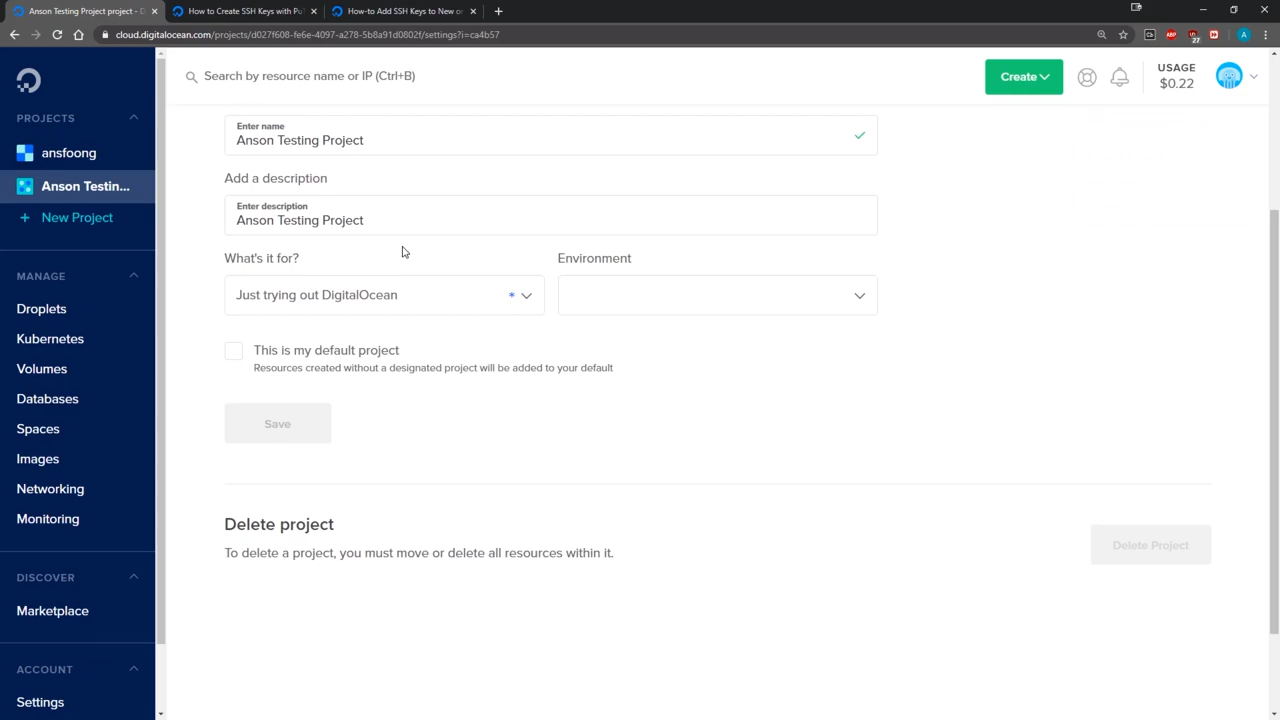 Anson Testing Project project - D
How to Create SSH Keys with Pu
How-to Add SSH Keys to New or
cloud.digitalocean.com/projects/d027f608-fe6e-4097-a278-5b8a91d0802f/settings?i=ca4b57
Search by resource name or IP (Ctrl+B)
Create
USAGE
$0.22
PROJECTS
ansfoong
Anson Testin...
+ New Project
MANAGE
Droplets
Kubernetes
Volumes
Databases
Spaces
Images
Networking
Monitoring
DISCOVER
Marketplace
ACCOUNT
Settings
Enter name
Anson Testing Project
Add a description
Enter description
Anson Testing Project
What's it for?
Environment
Just trying out DigitalOcean *
This is my default project
Resources created without a designated project will be added to your default
Save
Delete project
To delete a project, you must move or delete all resources within it.
Delete Project